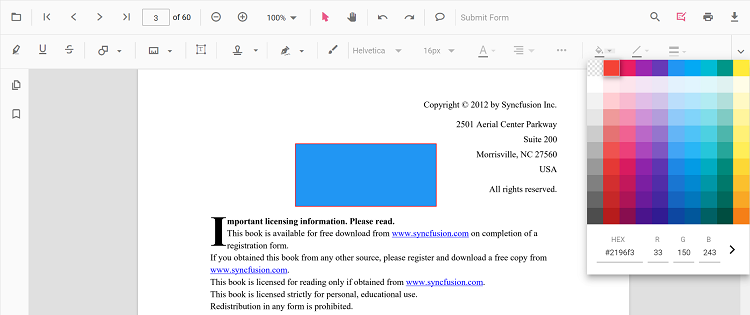 3 of 60 100% Submit Form
Helvetica 16px
Copyright © 2012 by Syncfusion Inc.
2501 Aerial Center Parkway
Suite 200
Morrisville, NC 27560
USA
All rights reserved.
Important licensing information. Please read.
This book is available for free download from www.syncfusion.com on completion of a
registration form.
If you obtained this book from any other source, please register and download a free copy from
www.syncfusion.com.
This book is licensed for reading only if obtained from www.syncfusion.com.
This book is licensed strictly for personal, educational use.
Redistribution in any form is prohibited.
HEX R G B
#2196f3 33 150 243